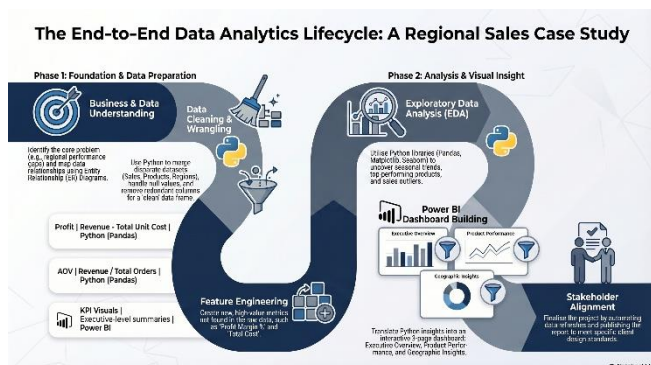 The End-to-End Data Analytics Lifecycle: A Regional Sales Case Study
Phase 1: Foundation & Data Preparation
Business & Data
Understanding
Identify the core problem
(e.g., regional performance
gaps) and map data
relationships using Entity
Relationship (ER) Diagrams.
Data
Cleaning &
Wrangling
Use Python to merge
disparate datasets
(Sales, Products, Regions),
handle null values, and
remove redundant columns
for a 'clean' data frame.
Profit | Revenue - Total Unit Cost |
Python (Pandas)
AOV | Revenue / Total Orders |
Python (Pandas)
KPI Visuals |
Executive-level summaries |
Power BI
Feature Engineering
Create new, high-value metrics
not found in the raw data, such
as 'Profit Margin %' and
'Total Cost'.
Phase 2: Analysis & Visual Insight
Exploratory Data
Analysis (EDA)
Utilise Python libraries (Pandas,
Matplotlib, Seaborn) to
uncover seasonal trends,
top performing products,
and sales outliers.
Power BI
Dashboard Building
Executive Overview
Product Performance
Geographic Insights
Translate Python insights into an
interactive 3-page dashboard:
Executive Overview, Product Perfor-
mance, and Geographic Insights.
Stakeholder
Alignment
Finalise the project by automating
data refreshes and publishing the
report to meet specific client
design standards.